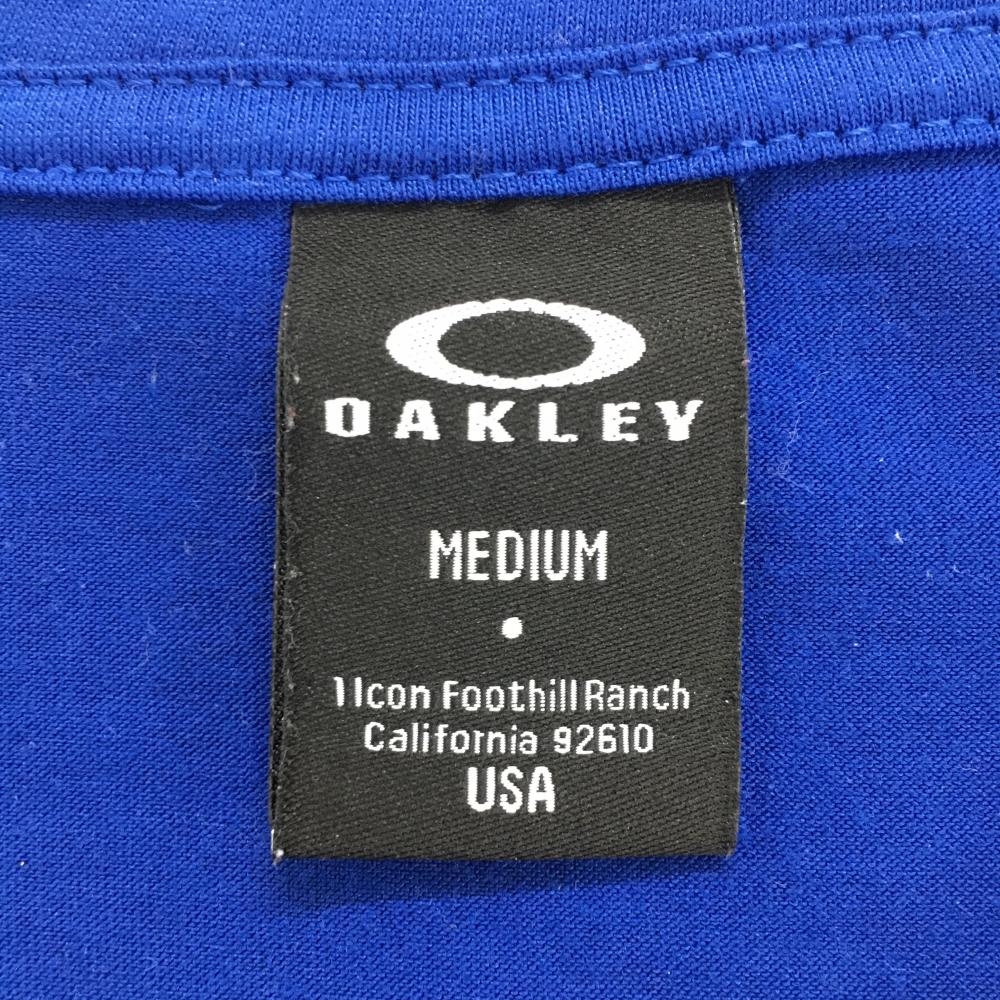 OAKLEY
MEDIUM
1 Icon Foothill Ranch
California 92610
USA